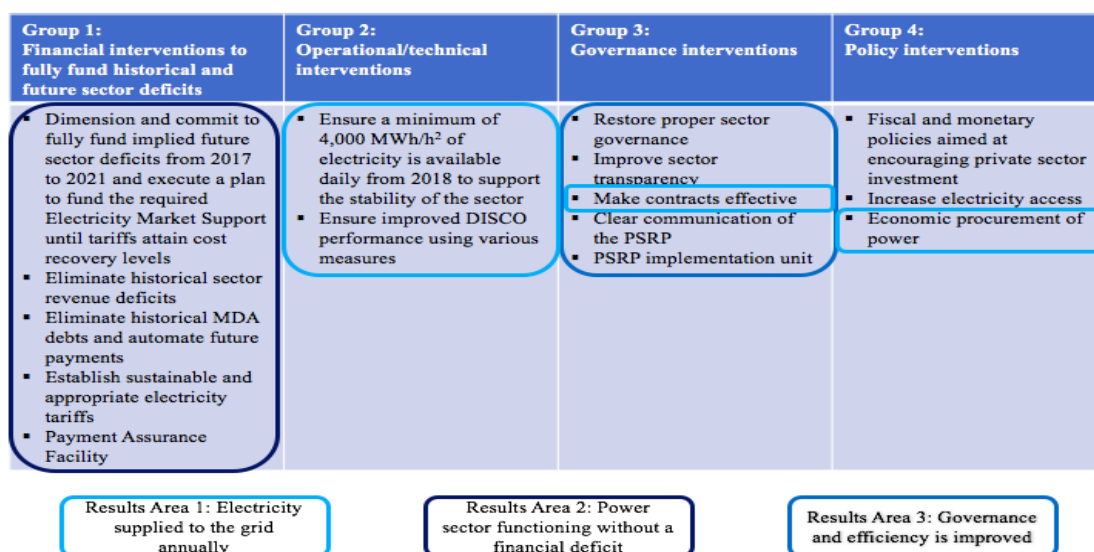 Group 1:
Financial interventions to
fully fund historical and
future sector deficits
Group 2:
Operational/technical
interventions
Group 3:
Governance interventions
Group 4:
Policy interventions
▪ Dimension and commit to
fully fund implied future
sector deficits from 2017
to 2021 and execute a plan
to fund the required
Electricity Market Support
until tariffs attain cost
recovery levels
▪ Eliminate historical sector
revenue deficits
▪ Eliminate historical MDA
debts and automate future
payments
▪ Establish sustainable and
appropriate electricity
tariffs
▪ Payment Assurance
Facility
▪ Ensure a minimum of
4,000 MWh/h² of
electricity is available
daily from 2018 to support
the stability of the sector
▪ Ensure improved DISCO
performance using various
measures
▪ Restore proper sector
governance
▪ Improve sector
transparency
▪ Make contracts effective
▪ Clear communication of
the PSRP
▪ PSRP implementation unit
▪ Fiscal and monetary
policies aimed at
encouraging private sector
investment
▪ Increase electricity access
▪ Economic procurement of
power
Results Area 1: Electricity
supplied to the grid
annually
Results Area 2: Power
sector functioning without a
financial deficit
Results Area 3: Governance
and efficiency is improved